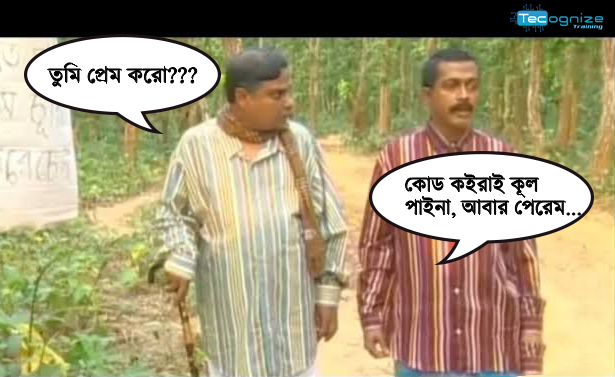 Tecognize
Training
তুমি প্রেম করো???
কোড কইরাই কূল
পাইনা, আবার পেরেম...